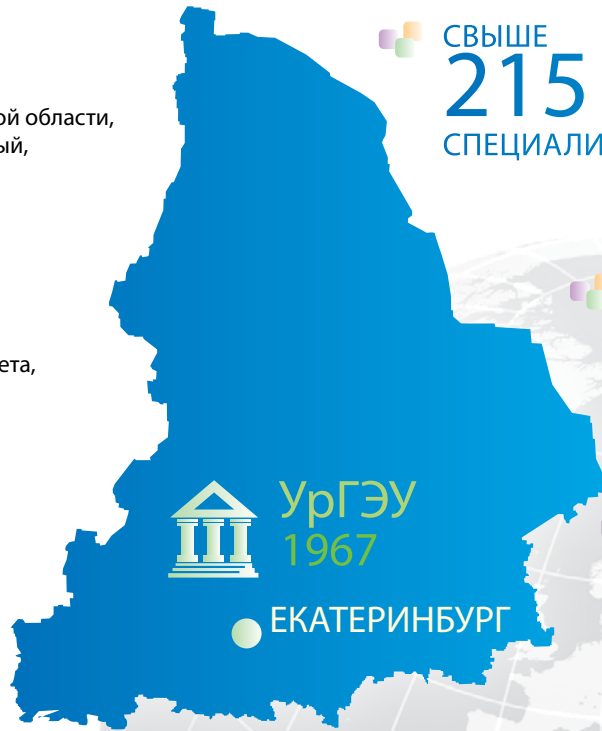 СВЫШЕ
215
СПЕЦИАЛИ
ой области,
ый,
ета,
УрГЭУ
1967
ЕКАТЕРИНБУРГ